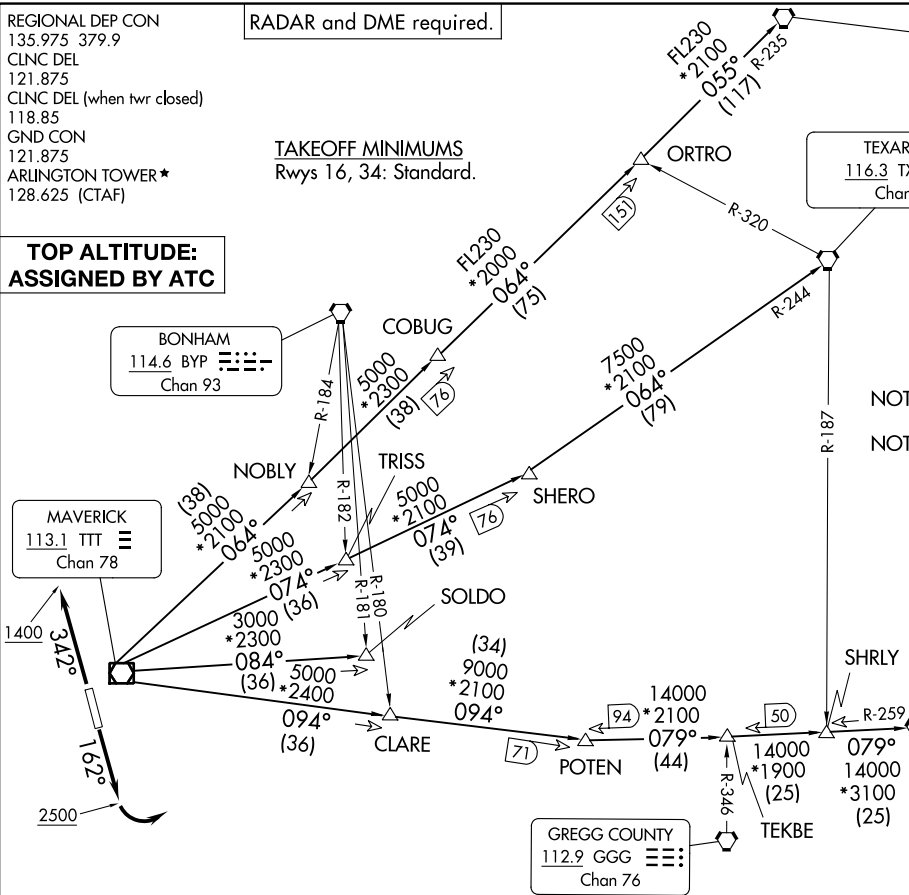 REGIONAL DEP CON
135.975 379.9
CLNC DEL
121.875
CLNC DEL (when twr closed)
118.85
GND CON
121.875
ARLINGTON TOWER ★
128.625 (CTAF)
RADAR and DME required.
TAKEOFF MINIMUMS
Rwys 16, 34: Standard.
TOP ALTITUDE:
ASSIGNED BY ATC
FL230
*2100
055°
(117)
R-235
ORTRO
151
R-320
TEXAR
116.3 TX
Chan
R-244
R-187
FL230
*2000
064°
(75)
COBUG
76
BONHAM
114.6 BYP
Chan 93
R-184
R-182
R-181
R-180
5000
*2300
(38)
7500
*2100
064°
(79)
NOT
NOT
NOBLY
TRISS
SHERO
76
5000
*2100
074°
(39)
MAVERICK
113.1 TTT
Chan 78
(38)
5000
*2100
064°
5000
*2300
074°
(36)
3000
*2300
084°
(36)
SOLDO
5000
*2400
094°
(36)
CLARE
(34)
9000
*2100
094°
71
POTEN
94
14000
*2100
079°
(44)
50
SHRLY
R-259
14000
*1900
(25)
079°
14000
*3100
(25)
TEKBE
R-346
GREGG COUNTY
112.9 GGG
Chan 76
1400
342°
162°
2500